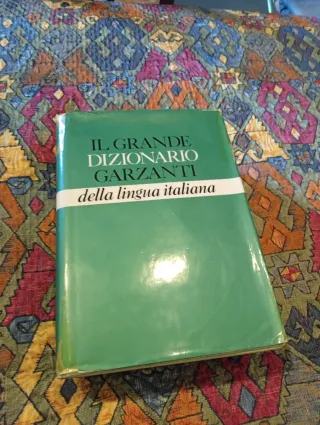 IL GRANDE
DIZIONARIO
GARZANTI
della lingua italiana